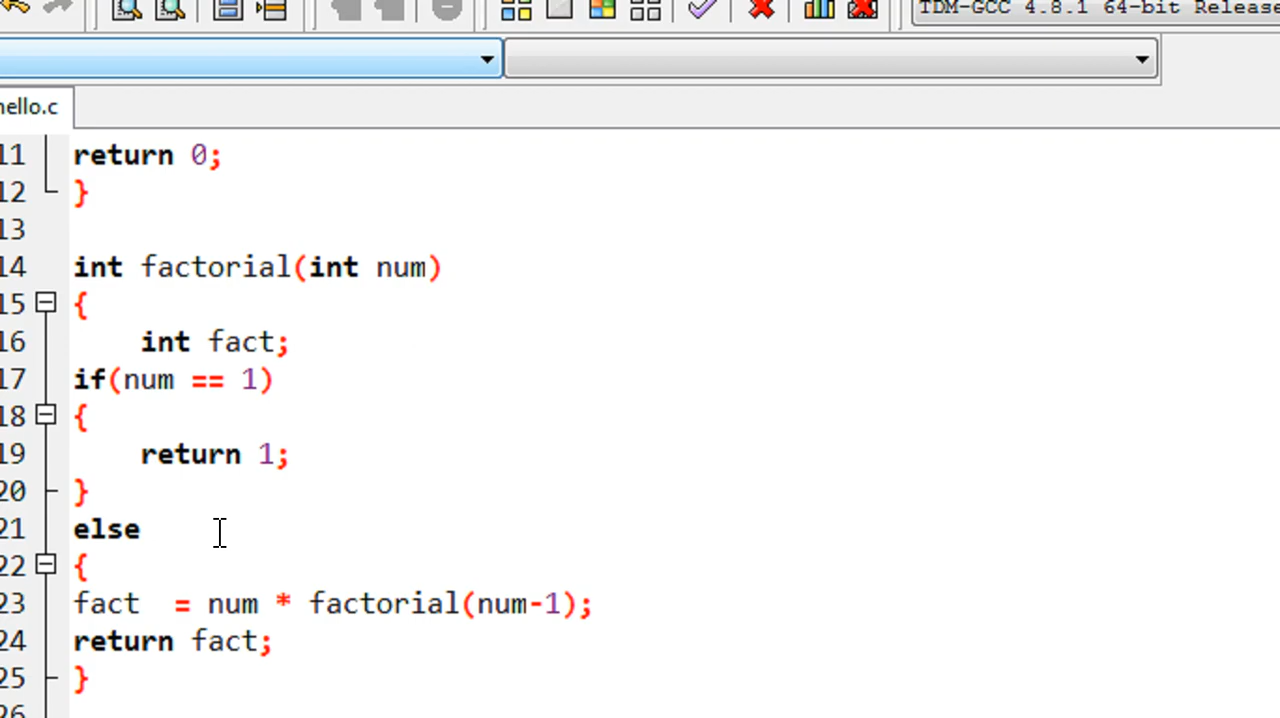 TDM-GCC 4.8.1 64-bit Release
hello.c
11 return 0;
12 }
13
14 int factorial(int num)
15 {
16 int fact;
17 if(num == 1)
18 {
19 return 1;
20 }
21 else
22 {
23 fact  = num * factorial(num-1);
24 return fact;
25 }
26